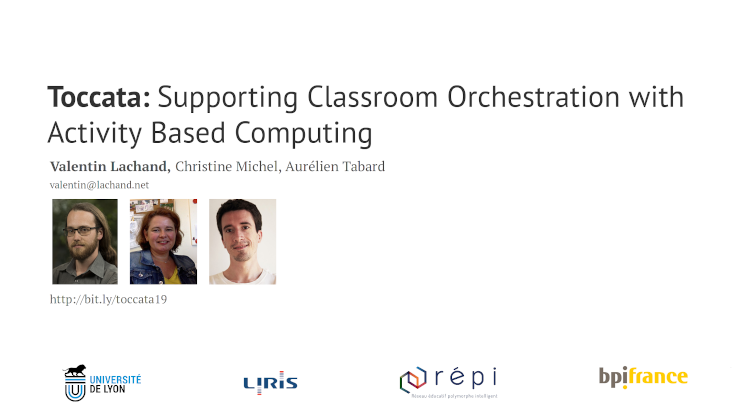 Toccata: Supporting Classroom Orchestration with
Activity Based Computing
Valentin Lachand, Christine Michel, Aurélien Tabard
valentin@lachand.net
http://bit.ly/toccata19
UNIVERSITÉ
DE LYON
LIRIS
répi
Réseau éducatif polymorphe intelligent
bpifrance